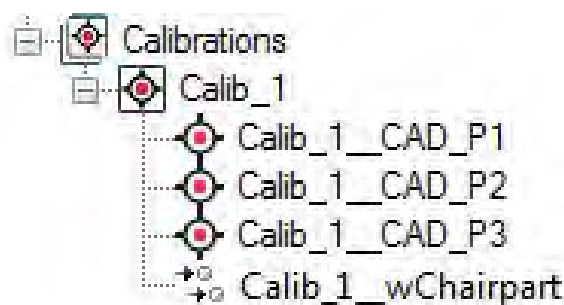 Calibrations
Calib_1
Calib_1__CAD_P1
Calib_1__CAD_P2
Calib_1__CAD_P3
Calib_1__wChairpart